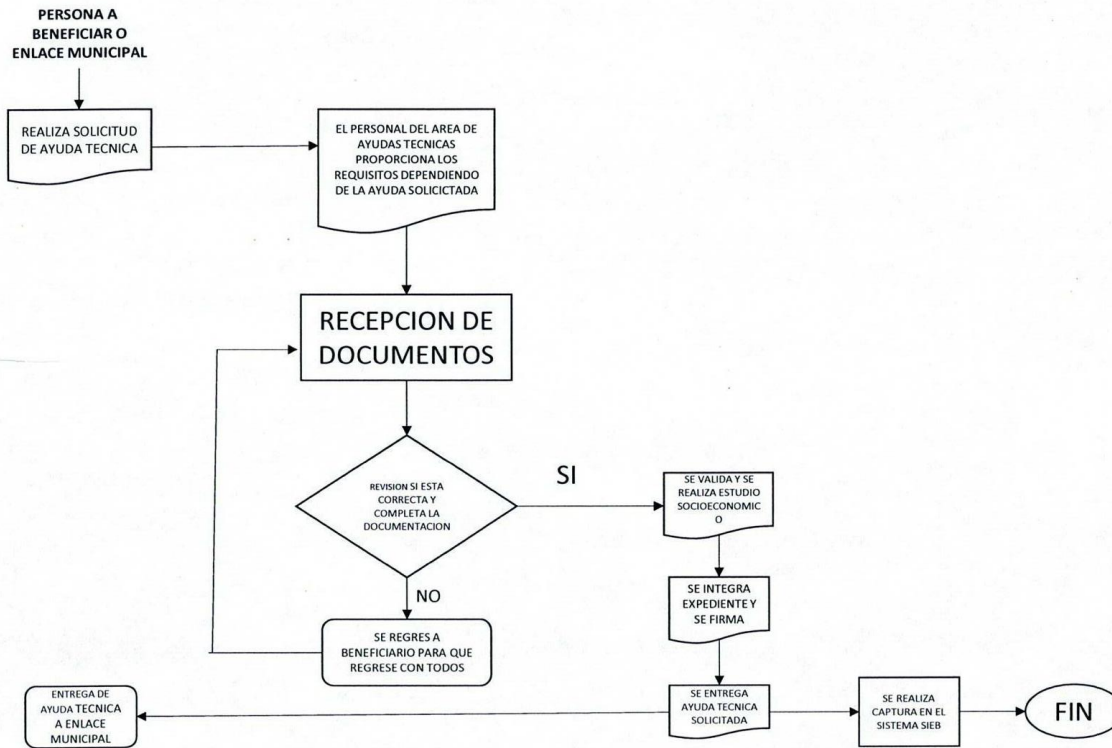 PERSONA A
BENEFICIAR O
ENLACE MUNICIPAL
REALIZA SOLICITUD
DE AYUDA TECNICA
EL PERSONAL DEL AREA DE
AYUDAS TECNICAS
PROPORCIONA LOS
REQUISITOS DEPENDIENDO
DE LA AYUDA SOLICICTADA
RECEPCION DE
DOCUMENTOS
REVISION SI ESTA
CORRECTA Y
COMPLETA LA
DOCUMENTACION
SI
SE VALIDA Y SE
REALIZA ESTUDIO
SOCIOECONOMIC
O
NO
SE INTEGRA
EXPEDIENTE Y
SE FIRMA
SE REGRES A
BENEFICIARIO PARA QUE
REGRESE CON TODOS
ENTREGA DE
AYUDA TECNICA
A ENLACE
MUNICIPAL
SE ENTREGA
AYUDA TECNICA
SOLICITADA
SE REALIZA
CAPTURA EN EL
SISTEMA SIEB
FIN